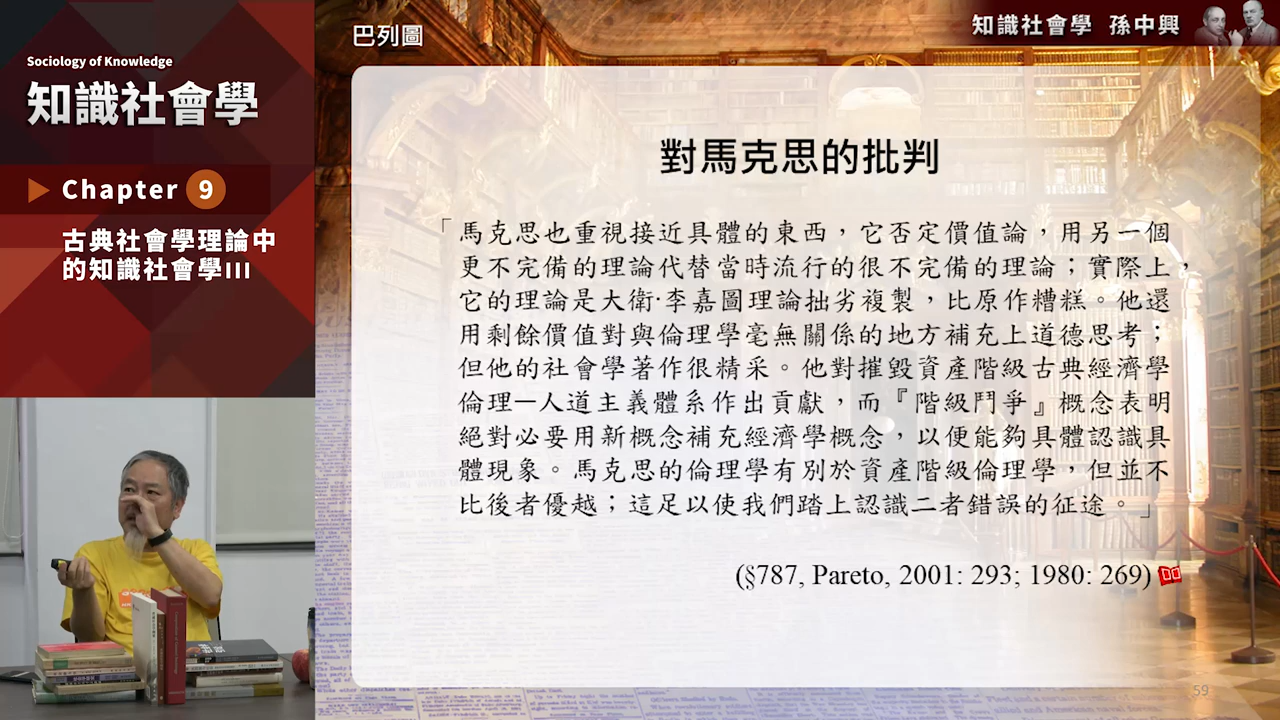 Sociology of Knowledge
知識社會學
Chapter 9
古典社會學理論中
的知識社會學III
巴列圖
知識社會學 孫中興
對馬克思的批判
「馬克思也重視接近具體的東西，它否定價值論，用另一個
更不完備的理論代替當時流行的很不完備的理論；實際上，
它的理論是大衛·李嘉圖理論拙劣複製，比原作糟糕。他還
用剩餘價值對與倫理學毫無關係的地方補充上道德思考；
但他的社會學著作很精采。他對摧毀資產階級古典經濟學
倫理─人道主義體系作出貢獻，而『階級鬥爭』概念表明
絕對必要用新概念補充經濟學概念，以便能夠具體認識具
體現象。馬克思的倫理學有別於資產階級倫理學，但並不
比後者優越；這足以使我們踏上認識二者錯誤的征途。」
(§787, Pareto, 2001: 293; 1980: 269)
59